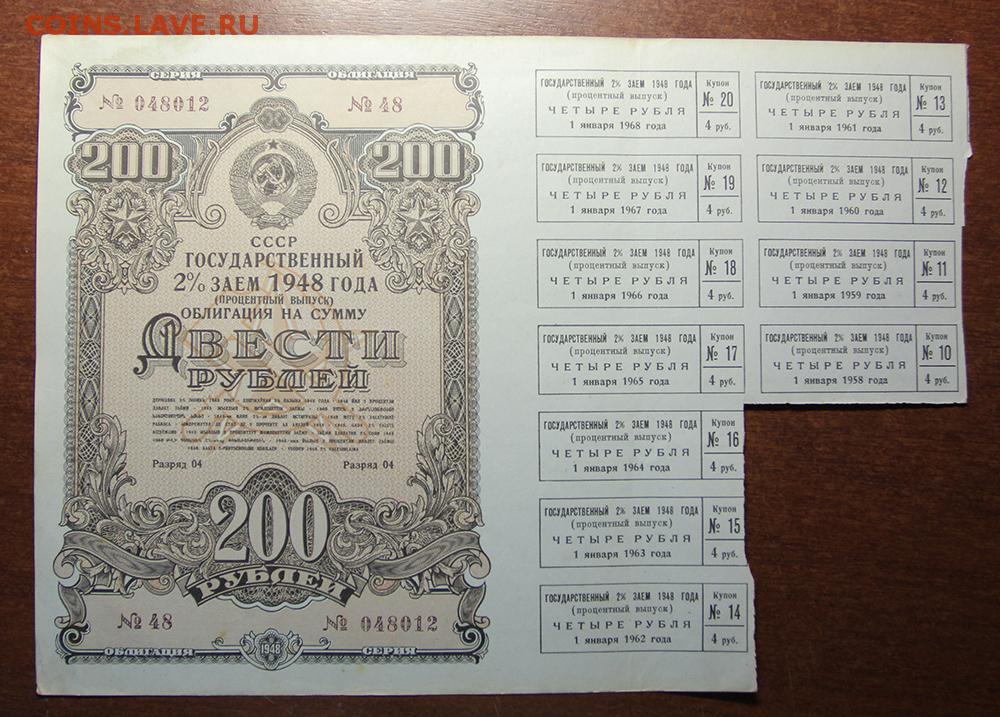 COINS.LAVE.РУ
СЕРИЯ ОБЛИГАЦИЯ
№ 048012 № 48
200 200
СССР
ГОСУДАРСТВЕННЫЙ
2% ЗАЕМ 1948 ГОДА
(ПРОЦЕНТНЫЙ ВЫПУСК)
ОБЛИГАЦИЯ НА СУММУ
ДВЕСТИ
РУБЛЕЙ
Разряд 04 Разряд 04
200
РУБЛЕЙ
№ 48 № 048012
ОБЛИГАЦИЯ 1948 СЕРИЯ
ГОСУДАРСТВЕННЫЙ 2% ЗАЕМ 1948 ГОДА
(процентный выпуск)
ЧЕТЫРЕ РУБЛЯ
1 января 1968 года
Купон
№ 20
4 руб.
ГОСУДАРСТВЕННЫЙ 2% ЗАЕМ 1948 ГОДА
(процентный выпуск)
ЧЕТЫРЕ РУБЛЯ
1 января 1961 года
Купон
№ 13
4 руб.
ГОСУДАРСТВЕННЫЙ 2% ЗАЕМ 1948 ГОДА
(процентный выпуск)
ЧЕТЫРЕ РУБЛЯ
1 января 1967 года
Купон
№ 19
4 руб.
ГОСУДАРСТВЕННЫЙ 2% ЗАЕМ 1948 ГОДА
(процентный выпуск)
ЧЕТЫРЕ РУБЛЯ
1 января 1960 года
Купон
№ 12
4 руб.
ГОСУДАРСТВЕННЫЙ 2% ЗАЕМ 1948 ГОДА
(процентный выпуск)
ЧЕТЫРЕ РУБЛЯ
1 января 1966 года
Купон
№ 18
4 руб.
ГОСУДАРСТВЕННЫЙ 2% ЗАЕМ 1948 ГОДА
(процентный выпуск)
ЧЕТЫРЕ РУБЛЯ
1 января 1959 года
Купон
№ 11
4 руб.
ГОСУДАРСТВЕННЫЙ 2% ЗАЕМ 1948 ГОДА
(процентный выпуск)
ЧЕТЫРЕ РУБЛЯ
1 января 1965 года
Купон
№ 17
4 руб.
ГОСУДАРСТВЕННЫЙ 2% ЗАЕМ 1948 ГОДА
(процентный выпуск)
ЧЕТЫРЕ РУБЛЯ
1 января 1958 года
Купон
№ 10
4 руб.
ГОСУДАРСТВЕННЫЙ 2% ЗАЕМ 1948 ГОДА
(процентный выпуск)
ЧЕТЫРЕ РУБЛЯ
1 января 1964 года
Купон
№ 16
4 руб.
ГОСУДАРСТВЕННЫЙ 2% ЗАЕМ 1948 ГОДА
(процентный выпуск)
ЧЕТЫРЕ РУБЛЯ
1 января 1963 года
Купон
№ 15
4 руб.
ГОСУДАРСТВЕННЫЙ 2% ЗАЕМ 1948 ГОДА
(процентный выпуск)
ЧЕТЫРЕ РУБЛЯ
1 января 1962 года
Купон
№ 14
4 руб.